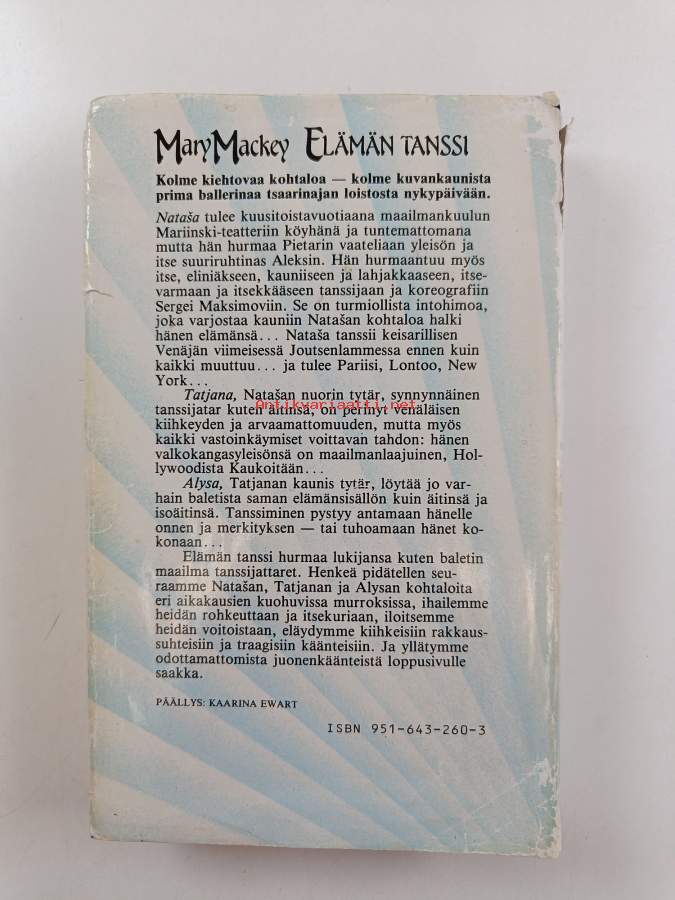 Mary Mackey ELÄMÄN TANSSI
Kolme kiehtovaa kohtaloa — kolme kuvankaunista
prima ballerinaa tsaarinajan loistosta nykypäivään.
Nataša tulee kuusitoistavuotiaana maailmankuulun
Mariinski-teatteriin köyhänä ja tuntemattomana
mutta hän hurmaa Pietarin vaateliaan yleisön ja
itse suuriruhtinas Aleksin. Hän hurmaantuu myös
itse, eliniäkseen, kauniiseen ja lahjakkaaseen, itse-
varmaan ja itsekkääseen tanssijaan ja koreografiin
Sergei Maksimoviin. Se on turmiollista intohimoa,
joka varjostaa kauniin Natašan kohtaloa halki
hänen elämänsä... Nataša tanssii keisarillisen
Venäjän viimeisessä Joutsenlammessa ennen kuin
kaikki muuttuu... ja tulee Pariisi, Lontoo, New
York...
Tatjana, Natašan nuorin tytär, synnynnäinen
tanssijatar kuten äitinsä, on perinyt venäläisen
Antikvariaatti.net
kiihkeyden ja arvaamattomuuden, mutta myös
kaikki vastoinkäymiset voittavan tahdon: hänen
valkokangasyleisönsä on maailmanlaajuinen, Hol-
lywoodista Kaukoitään...
Alysa, Tatjanan kaunis tytär, löytää jo var-
hain baletista saman elämänsisällön kuin äitinsä ja
isoäitinsä. Tanssiminen pystyy antamaan hänelle
onnen ja merkityksen — tai tuhoamaan hänet ko-
konaan...
Elämän tanssi hurmaa lukijansa kuten baletin
maailma tanssijattaret. Henkeä pidätellen seu-
raamme Natašan, Tatjanan ja Alysan kohtaloita
eri aikakausien kuohuvissa murroksissa, ihailemme
heidän rohkeuttaan ja itsekuriaan, iloitsemme
heidän voitoistaan, eläydymme kiihkeisiin rakkaus-
suhteisiin ja traagisiin käänteisiin. Ja yllätymme
odottamattomista juonenkäänteistä loppusivulle
saakka.
PÄÄLLYS: KAARINA EWART
ISBN 951-643-260-3